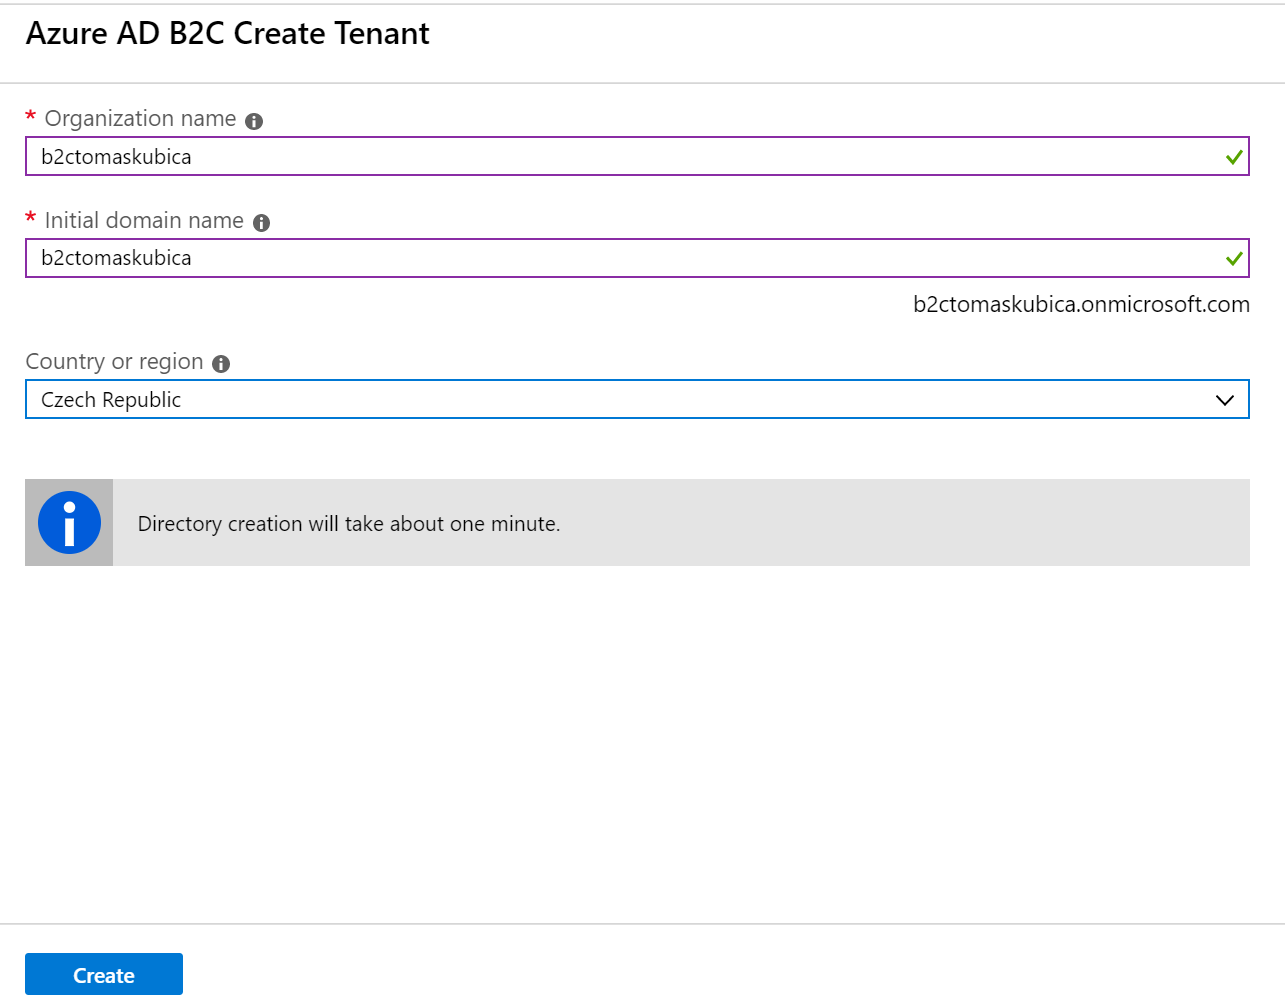 Azure AD B2C Create Tenant
* Organization name
b2ctomaskubica
* Initial domain name
b2ctomaskubica
b2ctomaskubica.onmicrosoft.com
Country or region
Czech Republic
Directory creation will take about one minute.
Create